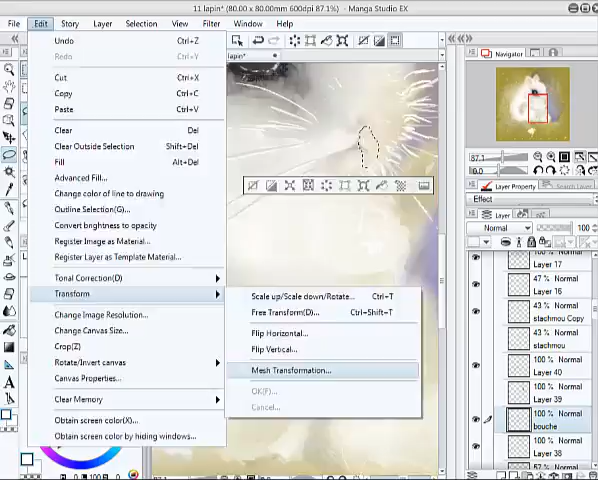 11 lapin* (80.00 x 80.00mm 600dpi 87.1%) - Manga Studio EX
File Edit Story Layer Selection View Filter Window Help
Undo Ctrl+Z
Redo Ctrl+Y
Cut Ctrl+X
Copy Ctrl+C
Paste Ctrl+V
Clear Del
Clear Outside Selection Shift+Del
Fill Alt+Del
Advanced Fill...
Change color of line to drawing
Outline Selection(G)...
Convert brightness to opacity
Register Image as Material...
Register Layer as Template Material...
Tonal Correction(D)
Transform
Change Image Resolution...
Change Canvas Size...
Crop(Z)
Rotate/Invert canvas
Canvas Properties...
Clear Memory
Obtain screen color(X)...
Obtain screen color by hiding windows...
Scale up/Scale down/Rotate... Ctrl+T
Free Transform(D)... Ctrl+Shift+T
Flip Horizontal...
Flip Vertical...
Mesh Transformation...
OK(F)...
Cancel...
lapin*
Navigator
87.1
0.0
Layer Property Search Layer
Effect
Layer
Normal 100
100 % Normal
Layer 17
47 % Normal
Layer 16
43 % Normal
stachmou Copy
43 % Normal
stachmou
100 % Normal
Layer 40
100 % Normal
Layer 39
100 % Normal
bouche
100 % Normal
Layer 38
57 % Normal